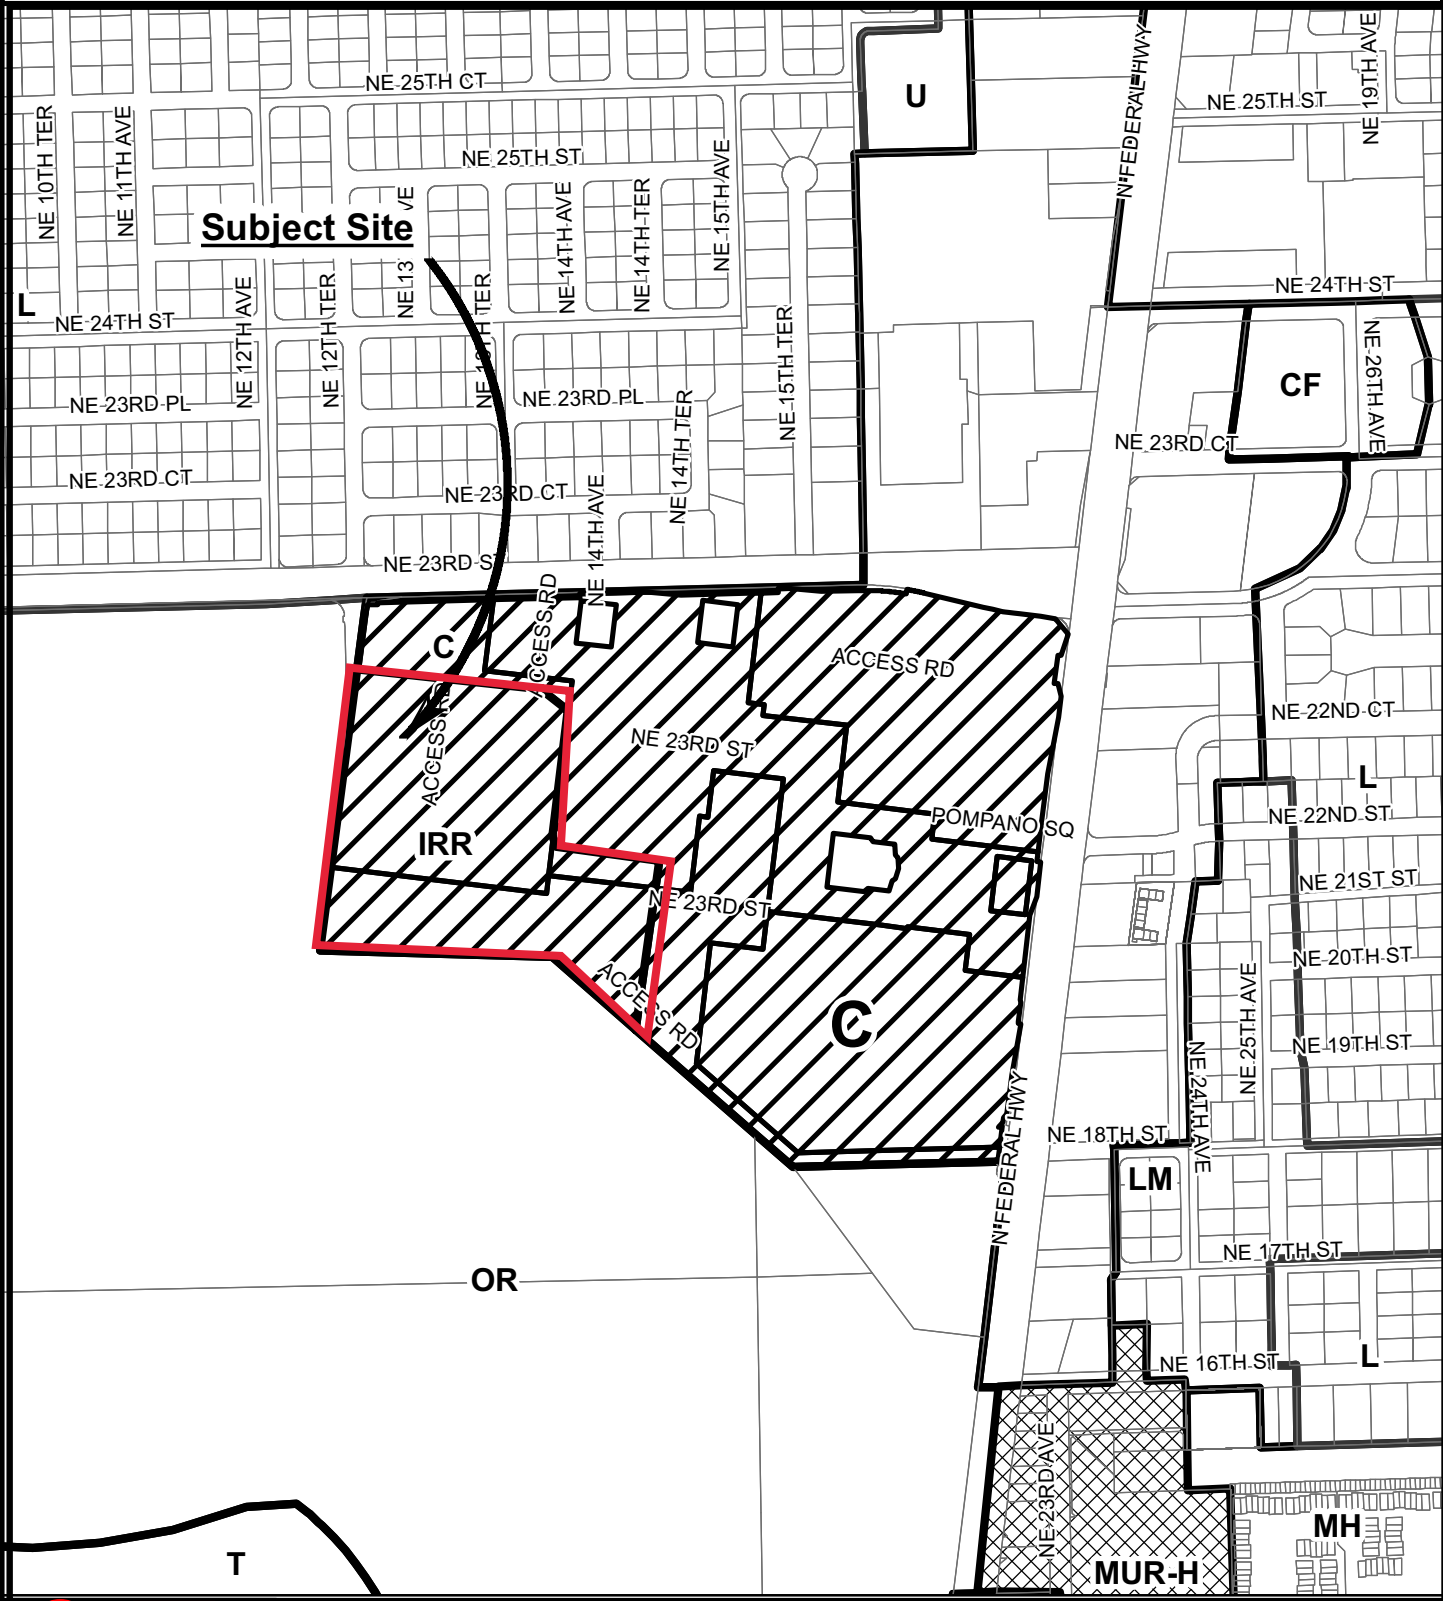 NE 25TH CT
U
NE 25TH ST
N FEDERAL HWY
NE 19TH AVE
NE 10TH TER
NE 11TH AVE
NE 25TH ST
NE 15TH AVE
NE 14TH AVE
NE 14TH TER
Subject Site
NE 13 VE
NE 12TH AVE
NE 12TH TER
L
NE 24TH ST
NE 24TH ST
NE 15TH TER
NE 26TH AVE
CF
NE 23RD PL
NE 23RD PL
NE 14TH TER
NE 23RD CT
NE 23RD CT
NE 23RD CT
NE 14TH AVE
NE 23RD ST
ACCESS RD
C
ACCESS RD
ACCESS RD
NE 23RD ST
NE 22ND CT
L
NE 22ND ST
POMPANO SQ
IRR
NE 21ST ST
NE 23RD ST
NE 20TH ST
NE 25TH AVE
ACCESS RD
C
NE 19TH ST
NE 24TH AVE
N FEDERAL HWY
NE 18TH ST
LM
NE 17TH ST
OR
NE 16TH ST
L
NE 23RD AVE
MH
T
MUR-H